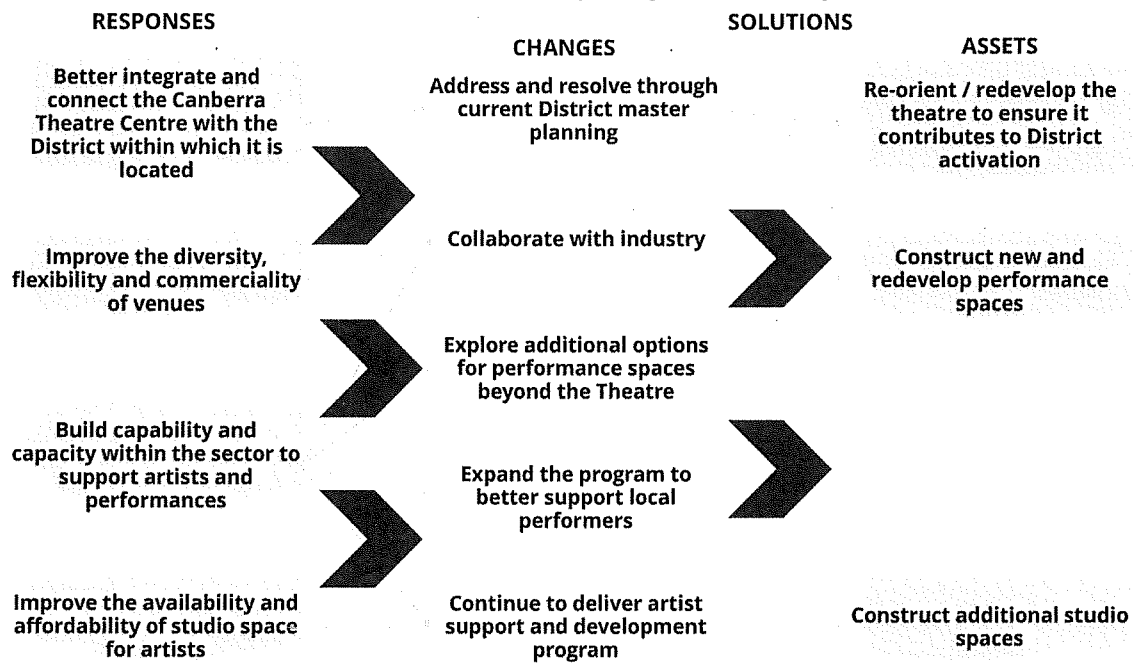 RESPONSES
SOLUTIONS
CHANGES
ASSETS
Better integrate and
connect the Canberra
Theatre Centre with the
District within which it is
located
Address and resolve through
current District master
planning
Re-orient / redevelop the
theatre to ensure it
contributes to District
activation
Improve the diversity,
flexibility and commerciality
of venues
Collaborate with industry
Construct new and
redevelop performance
spaces
Explore additional options
for performance spaces
beyond the Theatre
Build capability and
capacity within the sector to
support artists and
performances
Expand the program to
better support local
performers
Improve the availability and
affordability of studio space
for artists
Continue to deliver artist
support and development
program
Construct additional studio
spaces